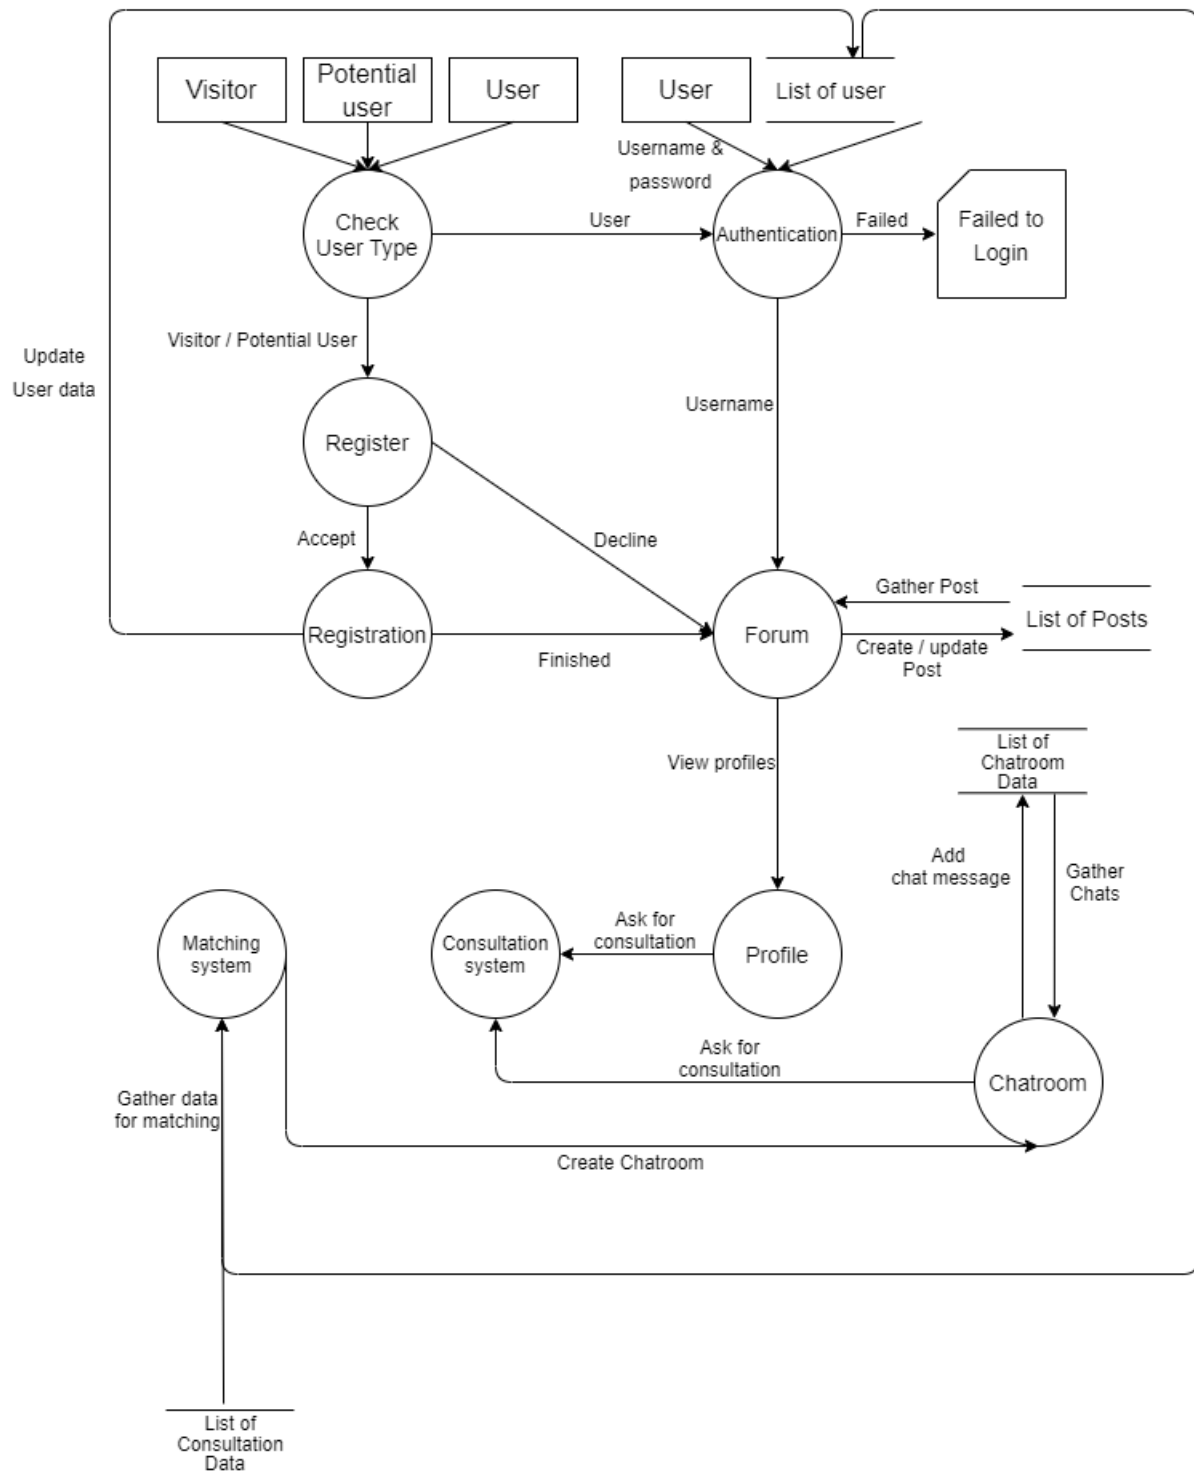 Visitor
Potential
user
User
User
List of user
Username &
password
Check
User Type
User
Authentication
Failed
Failed to
Login
Visitor / Potential User
Update
User data
Register
Username
Accept
Decline
Registration
Finished
Forum
Gather Post
Create / update
Post
List of Posts
View profiles
List of
Chatroom
Data
Add
chat message
Gather
Chats
Matching
system
Consultation
system
Ask for
consultation
Profile
Ask for
consultation
Chatroom
Gather data
for matching
Create Chatroom
List of
Consultation
Data